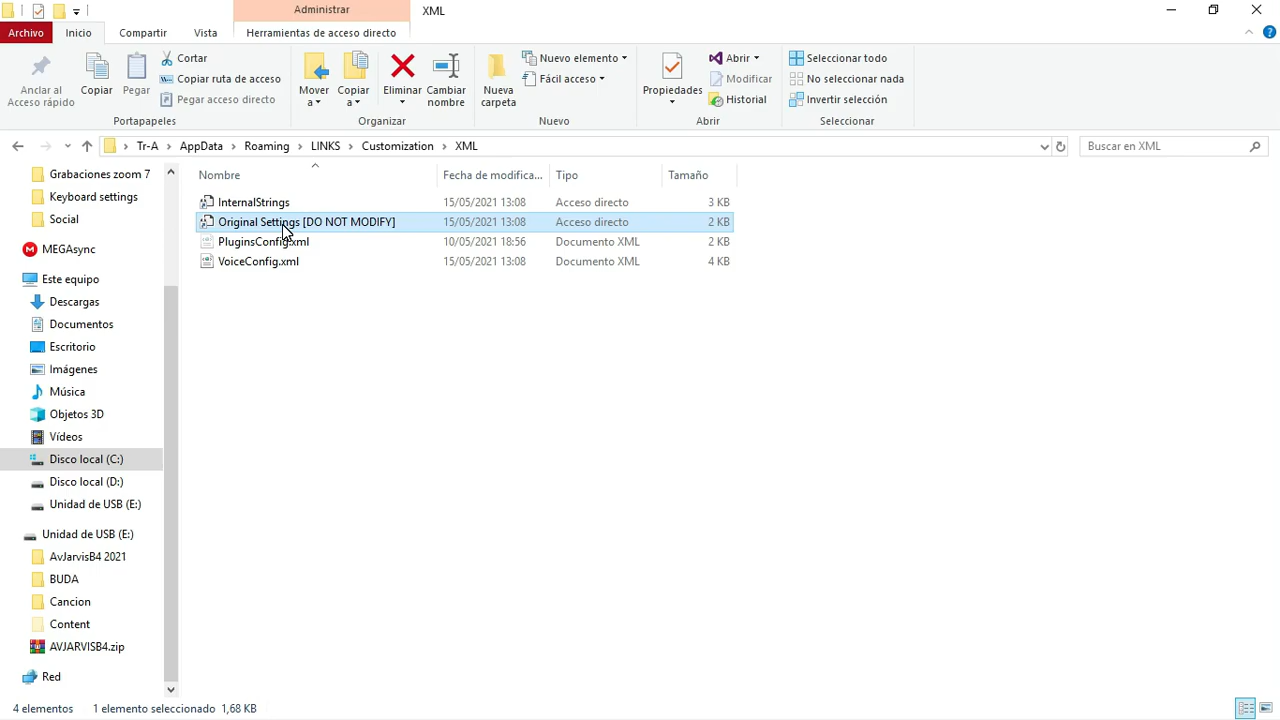 Administrar
XML
Archivo
Inicio
Compartir
Vista
Herramientas de acceso directo
Anclar al
Acceso rápido
Copiar
Pegar
Cortar
Copiar ruta de acceso
Pegar acceso directo
Portapapeles
Mover
a
Copiar
a
Eliminar
Cambiar
nombre
Organizar
Nueva
carpeta
Nuevo elemento
Fácil acceso
Nuevo
Propiedades
Abrir
Modificar
Historial
Abrir
Seleccionar todo
No seleccionar nada
Invertir selección
Seleccionar
Tr-A > AppData > Roaming > LINKS > Customization > XML
Buscar en XML
Grabaciones zoom 7
Keyboard settings
Social
MEGAsync
Este equipo
Descargas
Documentos
Escritorio
Imágenes
Música
Objetos 3D
Vídeos
Disco local (C:)
Disco local (D:)
Unidad de USB (E:)
Unidad de USB (E:)
AvJarvisB4 2021
BUDA
Cancion
Content
AVJARVISB4.zip
Red
Nombre Fecha de modifica... Tipo Tamaño
InternalStrings 15/05/2021 13:08 Acceso directo 3 KB
Original Settings [DO NOT MODIFY] 15/05/2021 13:08 Acceso directo 2 KB
PluginsConfig.xml 10/05/2021 18:56 Documento XML 2 KB
VoiceConfig.xml 15/05/2021 13:08 Documento XML 4 KB
4 elementos 1 elemento seleccionado 1,68 KB